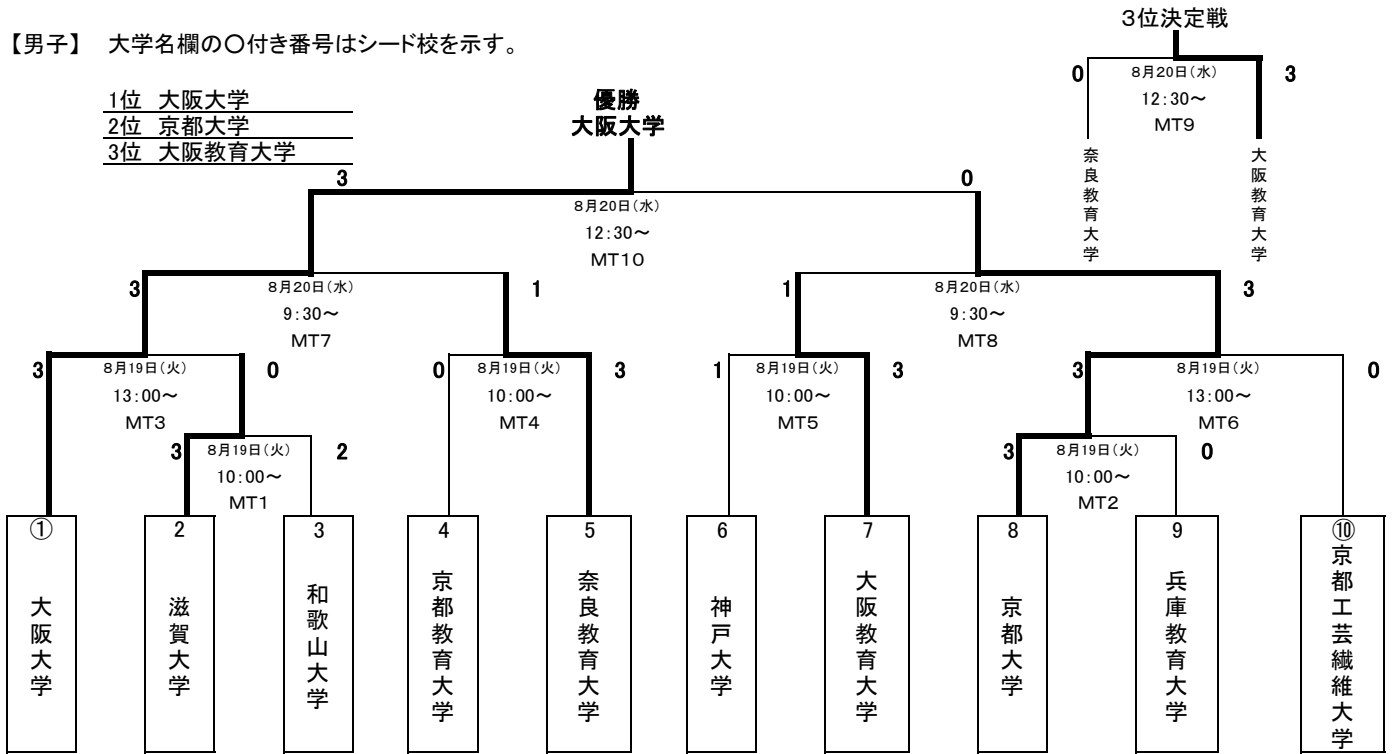 3位決定戦
【男子】 大学名欄の〇付き番号はシード校を示す。
0
8月20日(水)
3
12:30~
MT9
奈良教育大学
大阪教育大学
1位 大阪大学
2位 京都大学
3位 大阪教育大学
優勝
大阪大学
3
0
8月20日(水)
12:30~
MT10
3
8月20日(水)
1
9:30~
MT7
1
8月20日(水)
3
9:30~
MT8
3
8月19日(火)
0
13:00~
MT3
0
8月19日(火)
3
10:00~
MT4
1
8月19日(火)
3
10:00~
MT5
3
8月19日(火)
0
13:00~
MT6
3
8月19日(火)
2
10:00~
MT1
3
8月19日(火)
0
10:00~
MT2
①
大阪大学
2
滋賀大学
3
和歌山大学
4
京都教育大学
5
奈良教育大学
6
神戸大学
7
大阪教育大学
8
京都大学
9
兵庫教育大学
⑩
京都工芸繊維大学